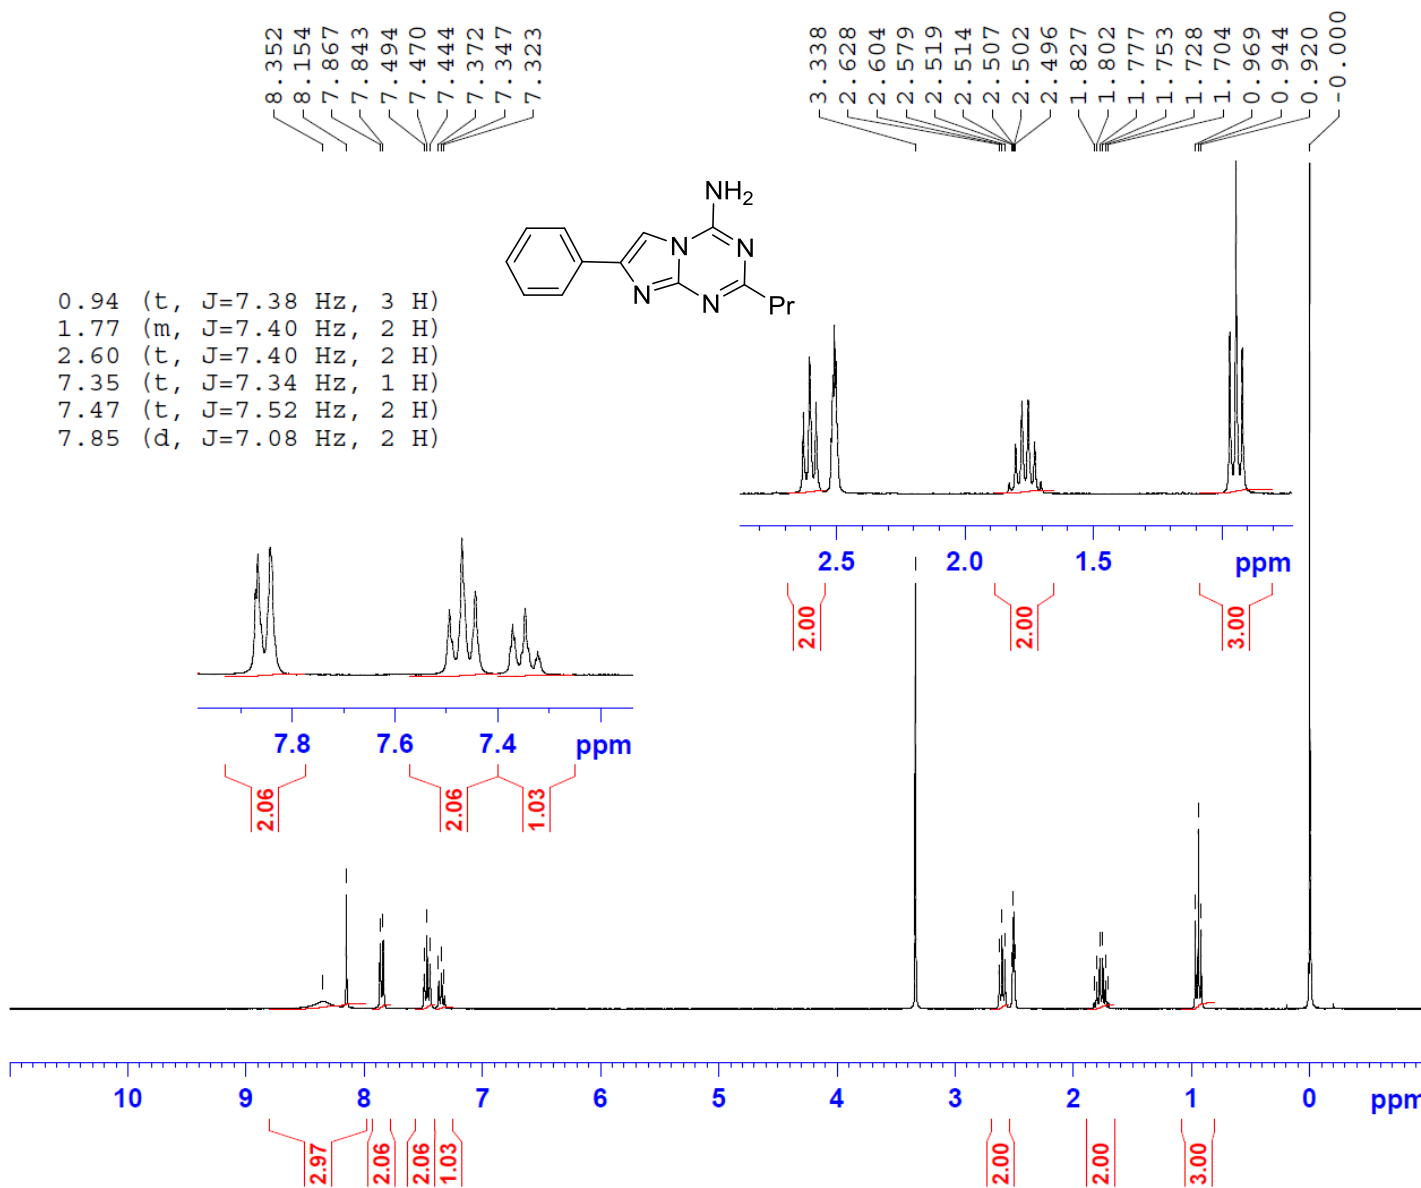 8.352
8.154
7.867
7.843
7.494
7.470
7.444
7.372
7.347
7.323
3.338
2.628
2.604
2.579
2.519
2.514
2.507
2.502
2.496
1.827
1.802
1.777
1.753
1.728
1.704
0.969
0.944
0.920
-0.000
NH2
N
N
N
N
Pr
0.94 (t, J=7.38 Hz, 3 H)
1.77 (m, J=7.40 Hz, 2 H)
2.60 (t, J=7.40 Hz, 2 H)
7.35 (t, J=7.34 Hz, 1 H)
7.47 (t, J=7.52 Hz, 2 H)
7.85 (d, J=7.08 Hz, 2 H)
2.5 2.0 1.5 ppm
2.00 2.00 3.00
7.8 7.6 7.4 ppm
2.06 2.06 1.03
10 9 8 7 6 5 4 3 2 1 0 ppm
2.97 2.06 2.06 1.03 2.00 2.00 3.00